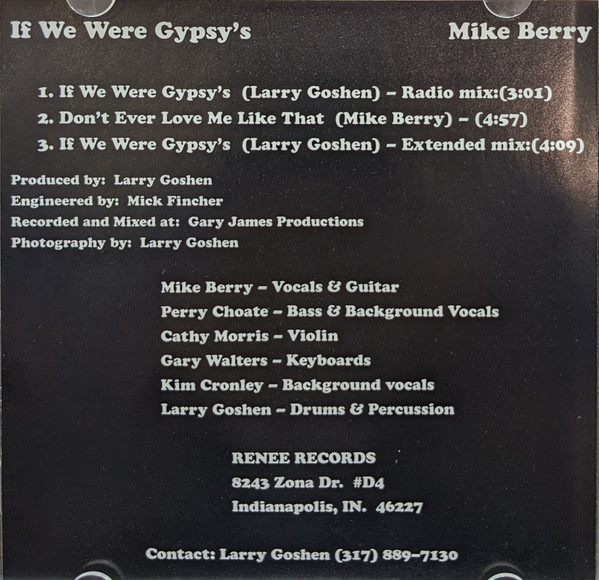 If We Were Gypsy's Mike Berry
1. If We Were Gypsy's (Larry Goshen) – Radio mix:(3:01)
2. Don't Ever Love Me Like That (Mike Berry) – (4:57)
3. If We Were Gypsy's (Larry Goshen) – Extended mix:(4:09)
Produced by: Larry Goshen
Engineered by: Mick Fincher
Recorded and Mixed at: Gary James Productions
Photography by: Larry Goshen
Mike Berry – Vocals & Guitar
Perry Choate – Bass & Background Vocals
Cathy Morris – Violin
Gary Walters – Keyboards
Kim Cronley – Background vocals
Larry Goshen – Drums & Percussion
RENEE RECORDS
8243 Zona Dr. #D4
Indianapolis, IN. 46227
Contact: Larry Goshen (317) 889–7130